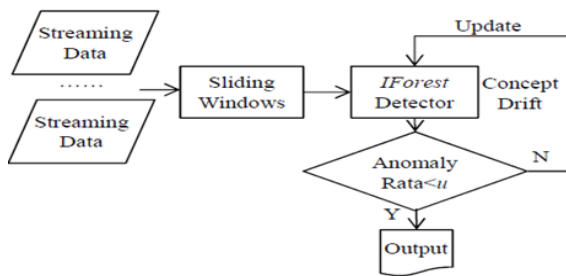 Streaming
Data
......
Streaming
Data
Sliding
Windows
Update
IForest
Detector
Concept
Drift
Anomaly
Rata<u
N
Y
Output